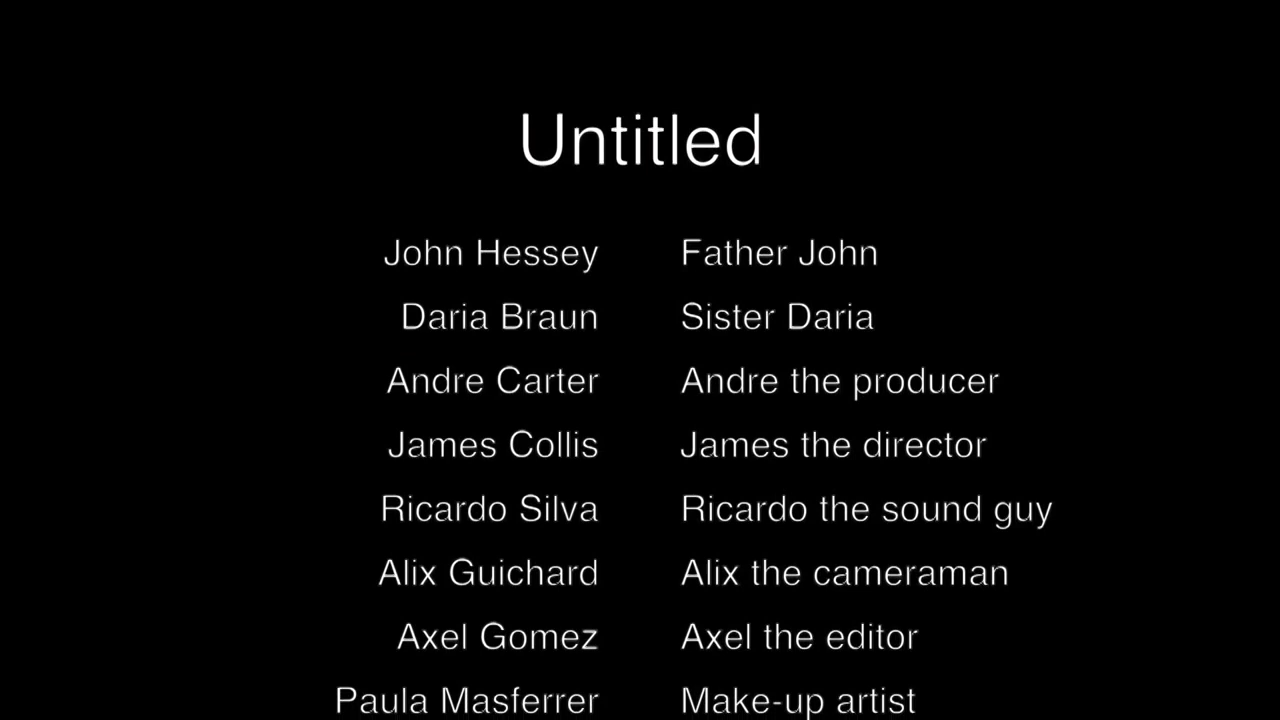 Untitled
John Hessey Father John
Daria Braun Sister Daria
Andre Carter Andre the producer
James Collis James the director
Ricardo Silva Ricardo the sound guy
Alix Guichard Alix the cameraman
Axel Gomez Axel the editor
Paula Masferrer Make-up artist